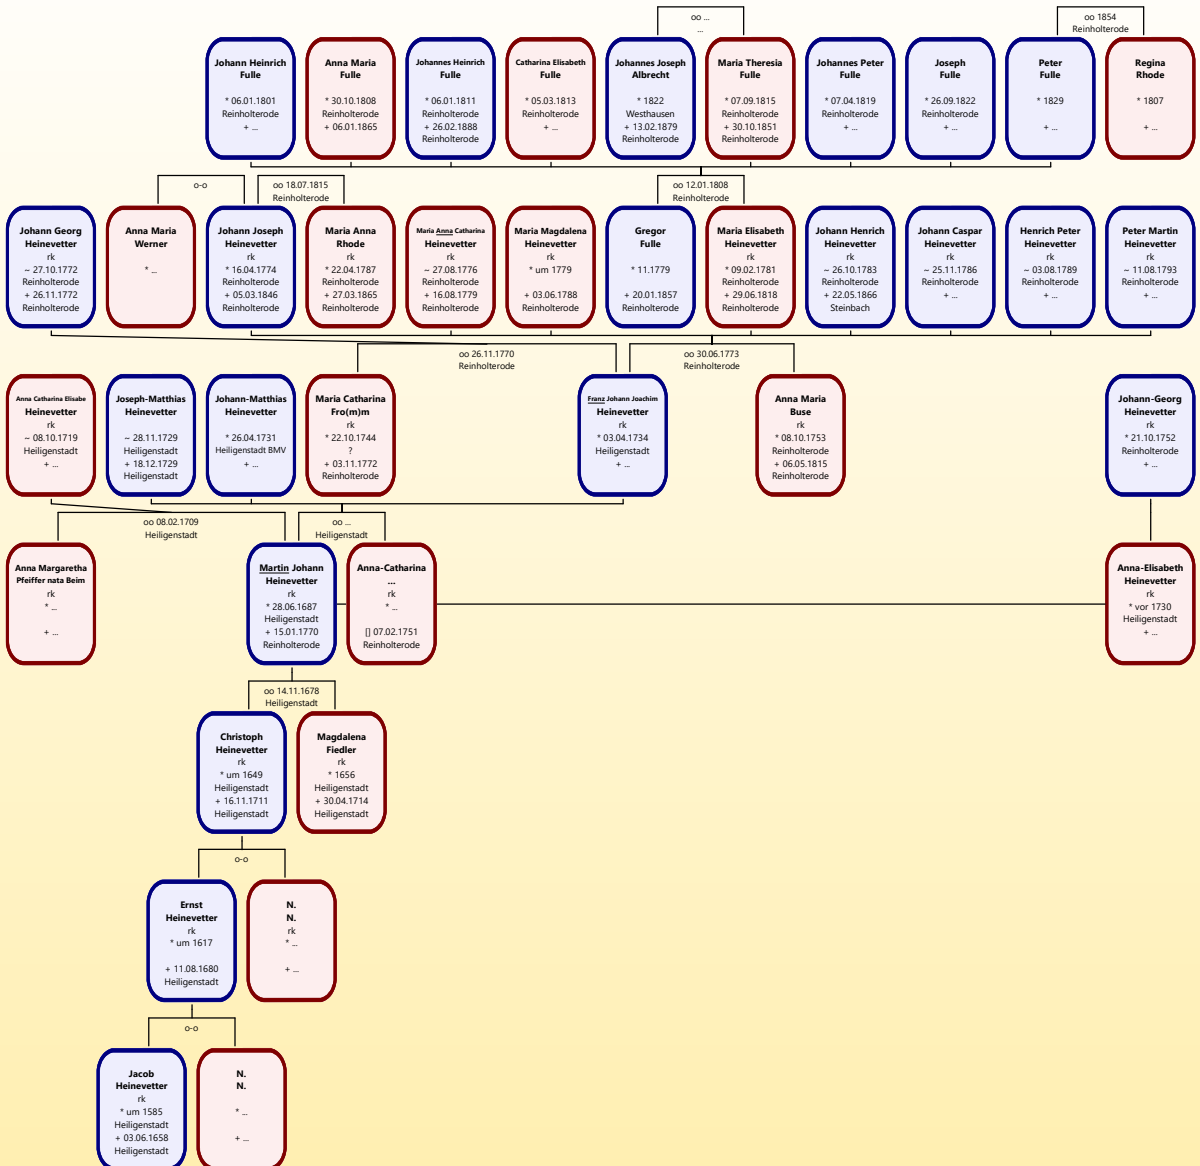 oo ...
...
oo 1854
Reinholterode
Johann Heinrich
Fulle
* 06.01.1801
Reinholterode
+ ...
Anna Maria
Fulle
* 30.10.1808
Reinholterode
+ 06.01.1865
Johannes Heinrich
Fulle
* 06.01.1811
Reinholterode
+ 26.02.1888
Reinholterode
Catharina Elisabeth
Fulle
* 05.03.1813
Reinholterode
+ ...
Johannes Joseph
Albrecht
* 1822
Westhausen
+ 13.02.1879
Reinholterode
Maria Theresia
Fulle
* 07.09.1815
Reinholterode
+ 30.10.1851
Reinholterode
Johannes Peter
Fulle
* 07.04.1819
Reinholterode
+ ...
Joseph
Fulle
* 26.09.1822
Reinholterode
+ ...
Peter
Fulle
* 1829
+ ...
Regina
Rhode
* 1807
+ ...
o-o
oo 18.07.1815
Reinholterode
oo 12.01.1808
Reinholterode
Johann Georg
Heinevetter
rk
~ 27.10.1772
Reinholterode
+ 26.11.1772
Reinholterode
Anna Maria
Werner
* ...
Johann Joseph
Heinevetter
rk
* 16.04.1774
Reinholterode
+ 05.03.1846
Reinholterode
Maria Anna
Rhode
rk
* 22.04.1787
Reinholterode
+ 27.03.1865
Reinholterode
Maria Anna Catharina
Heinevetter
rk
~ 27.08.1776
Reinholterode
+ 16.08.1779
Reinholterode
Maria Magdalena
Heinevetter
rk
* um 1779
+ 03.06.1788
Reinholterode
Gregor
Fulle
* 11.1779
+ 20.01.1857
Reinholterode
Maria Elisabeth
Heinevetter
rk
* 09.02.1781
Reinholterode
+ 29.06.1818
Reinholterode
Johann Henrich
Heinevetter
rk
~ 26.10.1783
Reinholterode
+ 22.05.1866
Steinbach
Johann Caspar
Heinevetter
rk
~ 25.11.1786
Reinholterode
+ ...
Henrich Peter
Heinevetter
rk
~ 03.08.1789
Reinholterode
+ ...
Peter Martin
Heinevetter
rk
~ 11.08.1793
Reinholterode
+ ...
oo 26.11.1770
Reinholterode
oo 30.06.1773
Reinholterode
Anna Catharina Elisabe
Heinevetter
rk
~ 08.10.1719
Heiligenstadt
+ ...
Joseph-Matthias
Heinevetter
~ 28.11.1729
Heiligenstadt
+ 18.12.1729
Heiligenstadt
Johann-Matthias
Heinevetter
* 26.04.1731
Heiligenstadt BMV
+ ...
Maria Catharina
Fro(m)m
rk
* 22.10.1744
?
+ 03.11.1772
Reinholterode
Franz Johann Joachim
Heinevetter
rk
* 03.04.1734
Heiligenstadt
+ ...
Anna Maria
Buse
rk
* 08.10.1753
Reinholterode
+ 06.05.1815
Reinholterode
Johann-Georg
Heinevetter
rk
* 21.10.1752
Reinholterode
+ ...
oo 08.02.1709
Heiligenstadt
oo ...
Heiligenstadt
Anna Margaretha
Pfeiffer nata Beim
rk
* ...
+ ...
Martin Johann
Heinevetter
rk
* 28.06.1687
Heiligenstadt
+ 15.01.1770
Reinholterode
Anna-Catharina
...
rk
* ...
[] 07.02.1751
Reinholterode
Anna-Elisabeth
Heinevetter
rk
* vor 1730
Heiligenstadt
+ ...
oo 14.11.1678
Heiligenstadt
Christoph
Heinevetter
rk
* um 1649
Heiligenstadt
+ 16.11.1711
Heiligenstadt
Magdalena
Fiedler
rk
* 1656
Heiligenstadt
+ 30.04.1714
Heiligenstadt
o-o
Ernst
Heinevetter
rk
* um 1617
+ 11.08.1680
Heiligenstadt
N.
N.
rk
* ...
+ ...
o-o
Jacob
Heinevetter
rk
* um 1585
Heiligenstadt
+ 03.06.1658
Heiligenstadt
N.
N.
* ...
+ ...